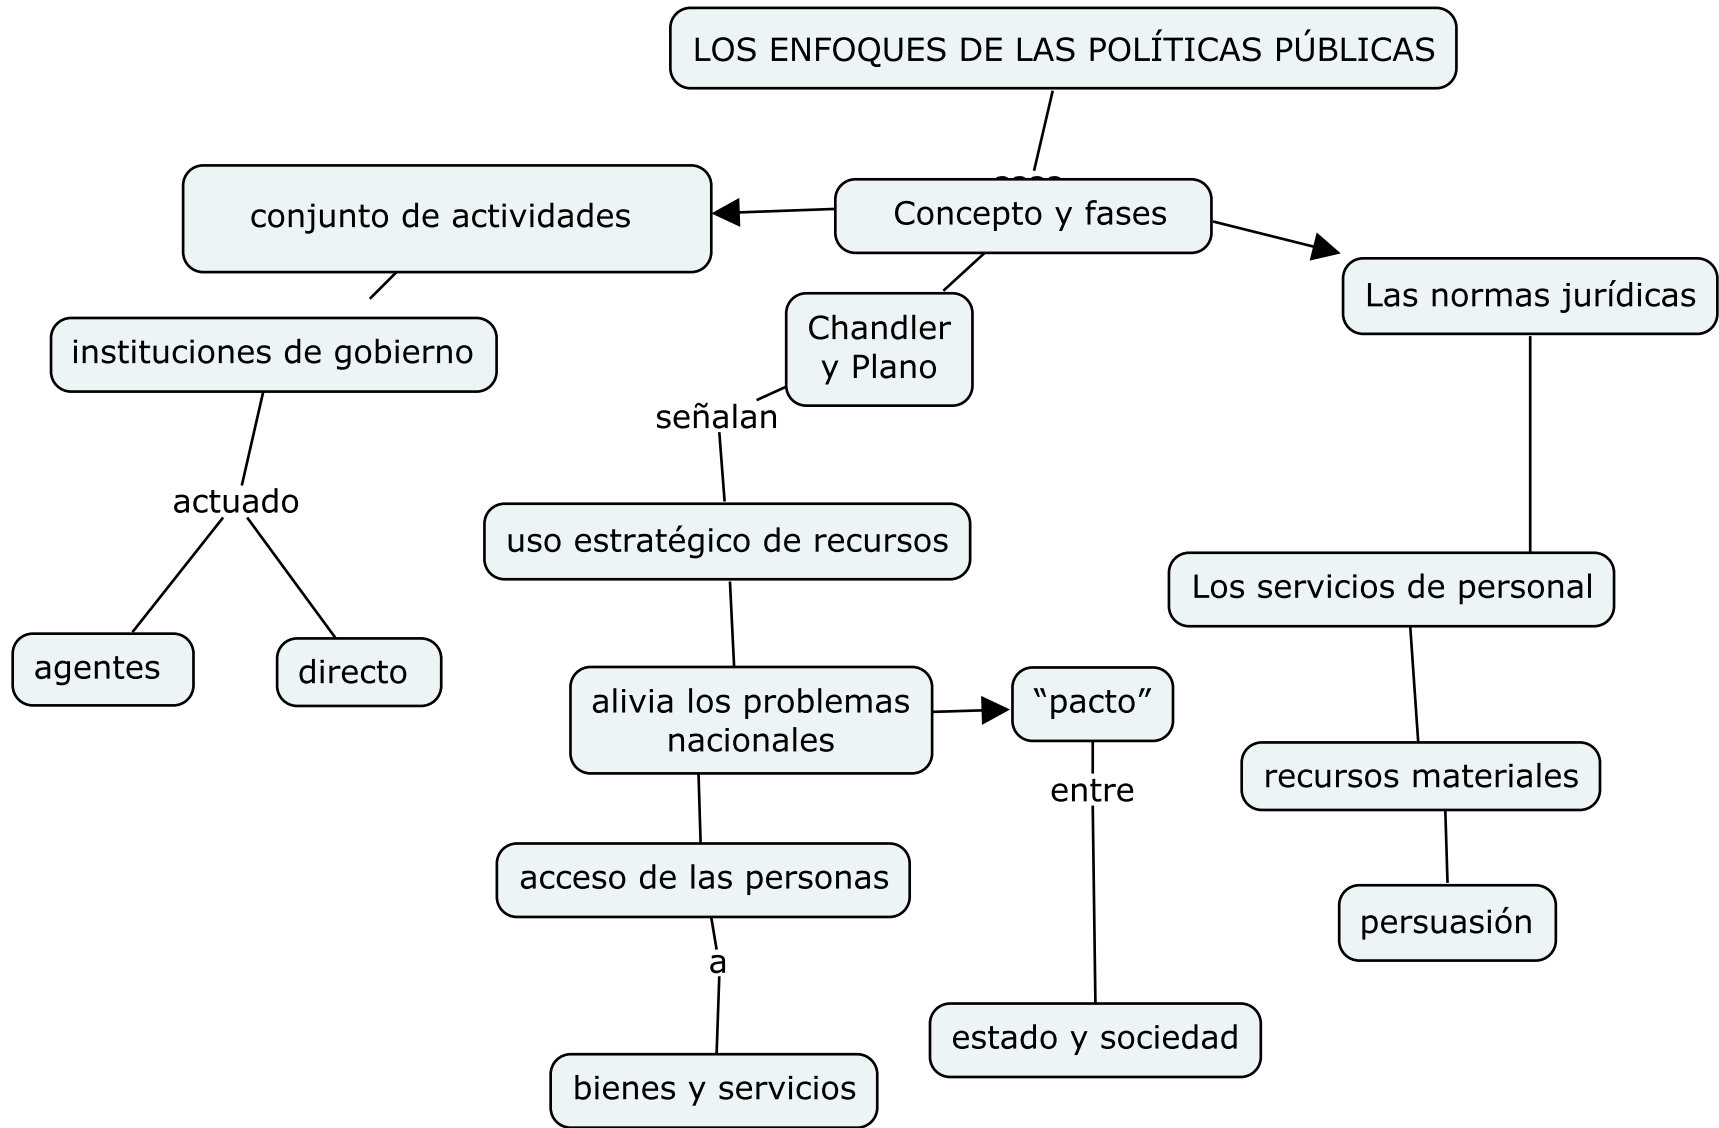 LOS ENFOQUES DE LAS POLÍTICAS PÚBLICAS
conjunto de actividades
Concepto y fases
Las normas jurídicas
instituciones de gobierno
Chandler
y Plano
señalan
actuado
uso estratégico de recursos
Los servicios de personal
agentes
directo
alivia los problemas
nacionales
“pacto”
entre
recursos materiales
acceso de las personas
persuasión
a
estado y sociedad
bienes y servicios